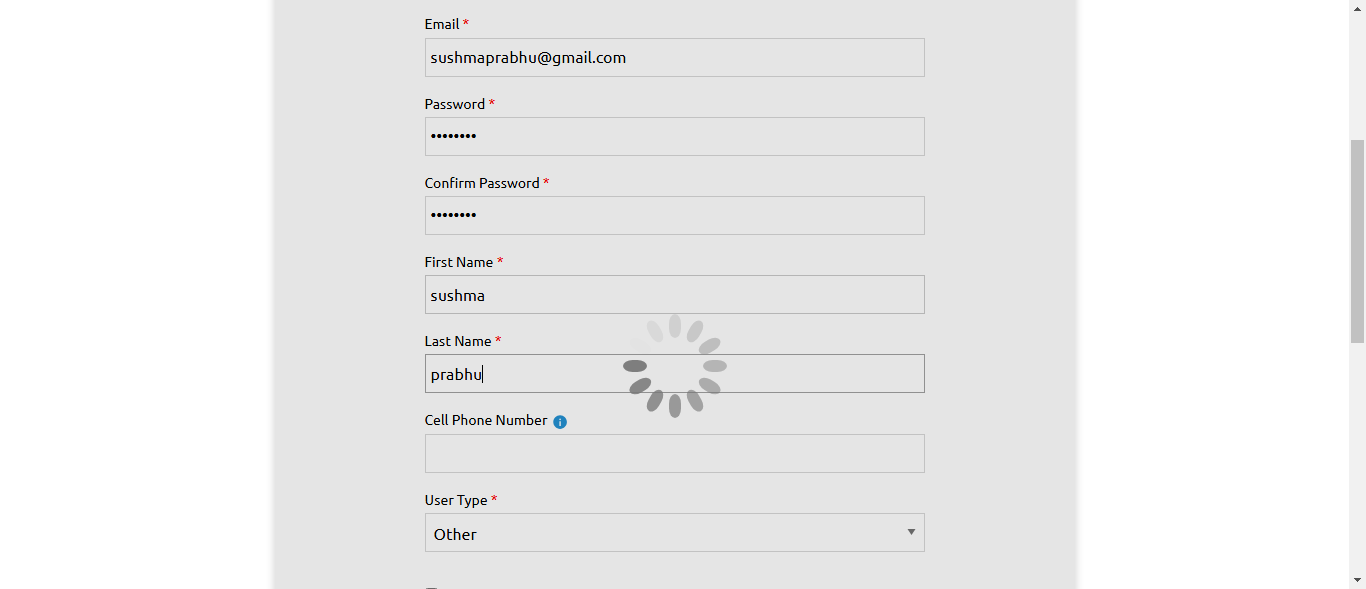 Email *
sushmaprabhu@gmail.com
Password *
••••••••
Confirm Password *
••••••••
First Name *
sushma
Last Name *
prabhu
Cell Phone Number i
User Type *
Other